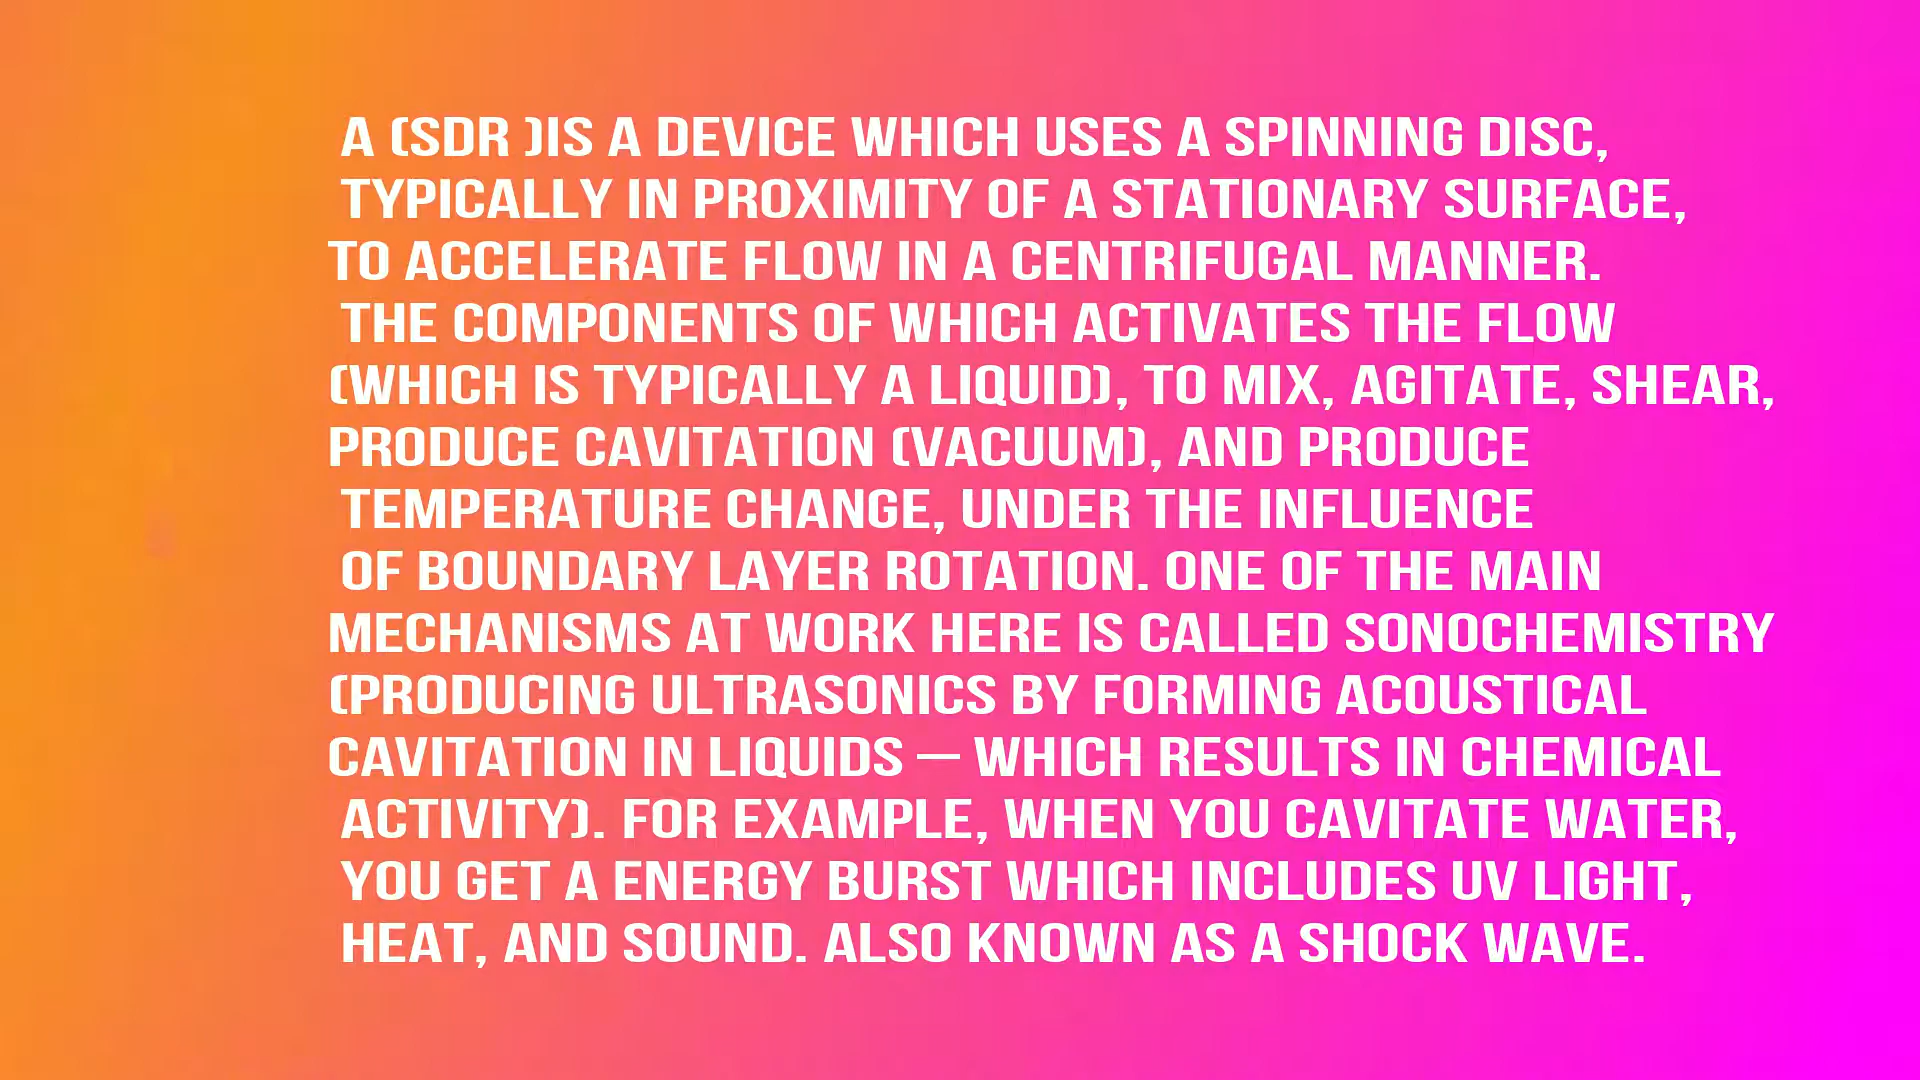 A (SDR )IS A DEVICE WHICH USES A SPINNING DISC,
TYPICALLY IN PROXIMITY OF A STATIONARY SURFACE,
TO ACCELERATE FLOW IN A CENTRIFUGAL MANNER.
THE COMPONENTS OF WHICH ACTIVATES THE FLOW
(WHICH IS TYPICALLY A LIQUID), TO MIX, AGITATE, SHEAR,
PRODUCE CAVITATION (VACUUM), AND PRODUCE
TEMPERATURE CHANGE, UNDER THE INFLUENCE
OF BOUNDARY LAYER ROTATION. ONE OF THE MAIN
MECHANISMS AT WORK HERE IS CALLED SONOCHEMISTRY
(PRODUCING ULTRASONICS BY FORMING ACOUSTICAL
CAVITATION IN LIQUIDS — WHICH RESULTS IN CHEMICAL
ACTIVITY). FOR EXAMPLE, WHEN YOU CAVITATE WATER,
YOU GET A ENERGY BURST WHICH INCLUDES UV LIGHT,
HEAT, AND SOUND. ALSO KNOWN AS A SHOCK WAVE.